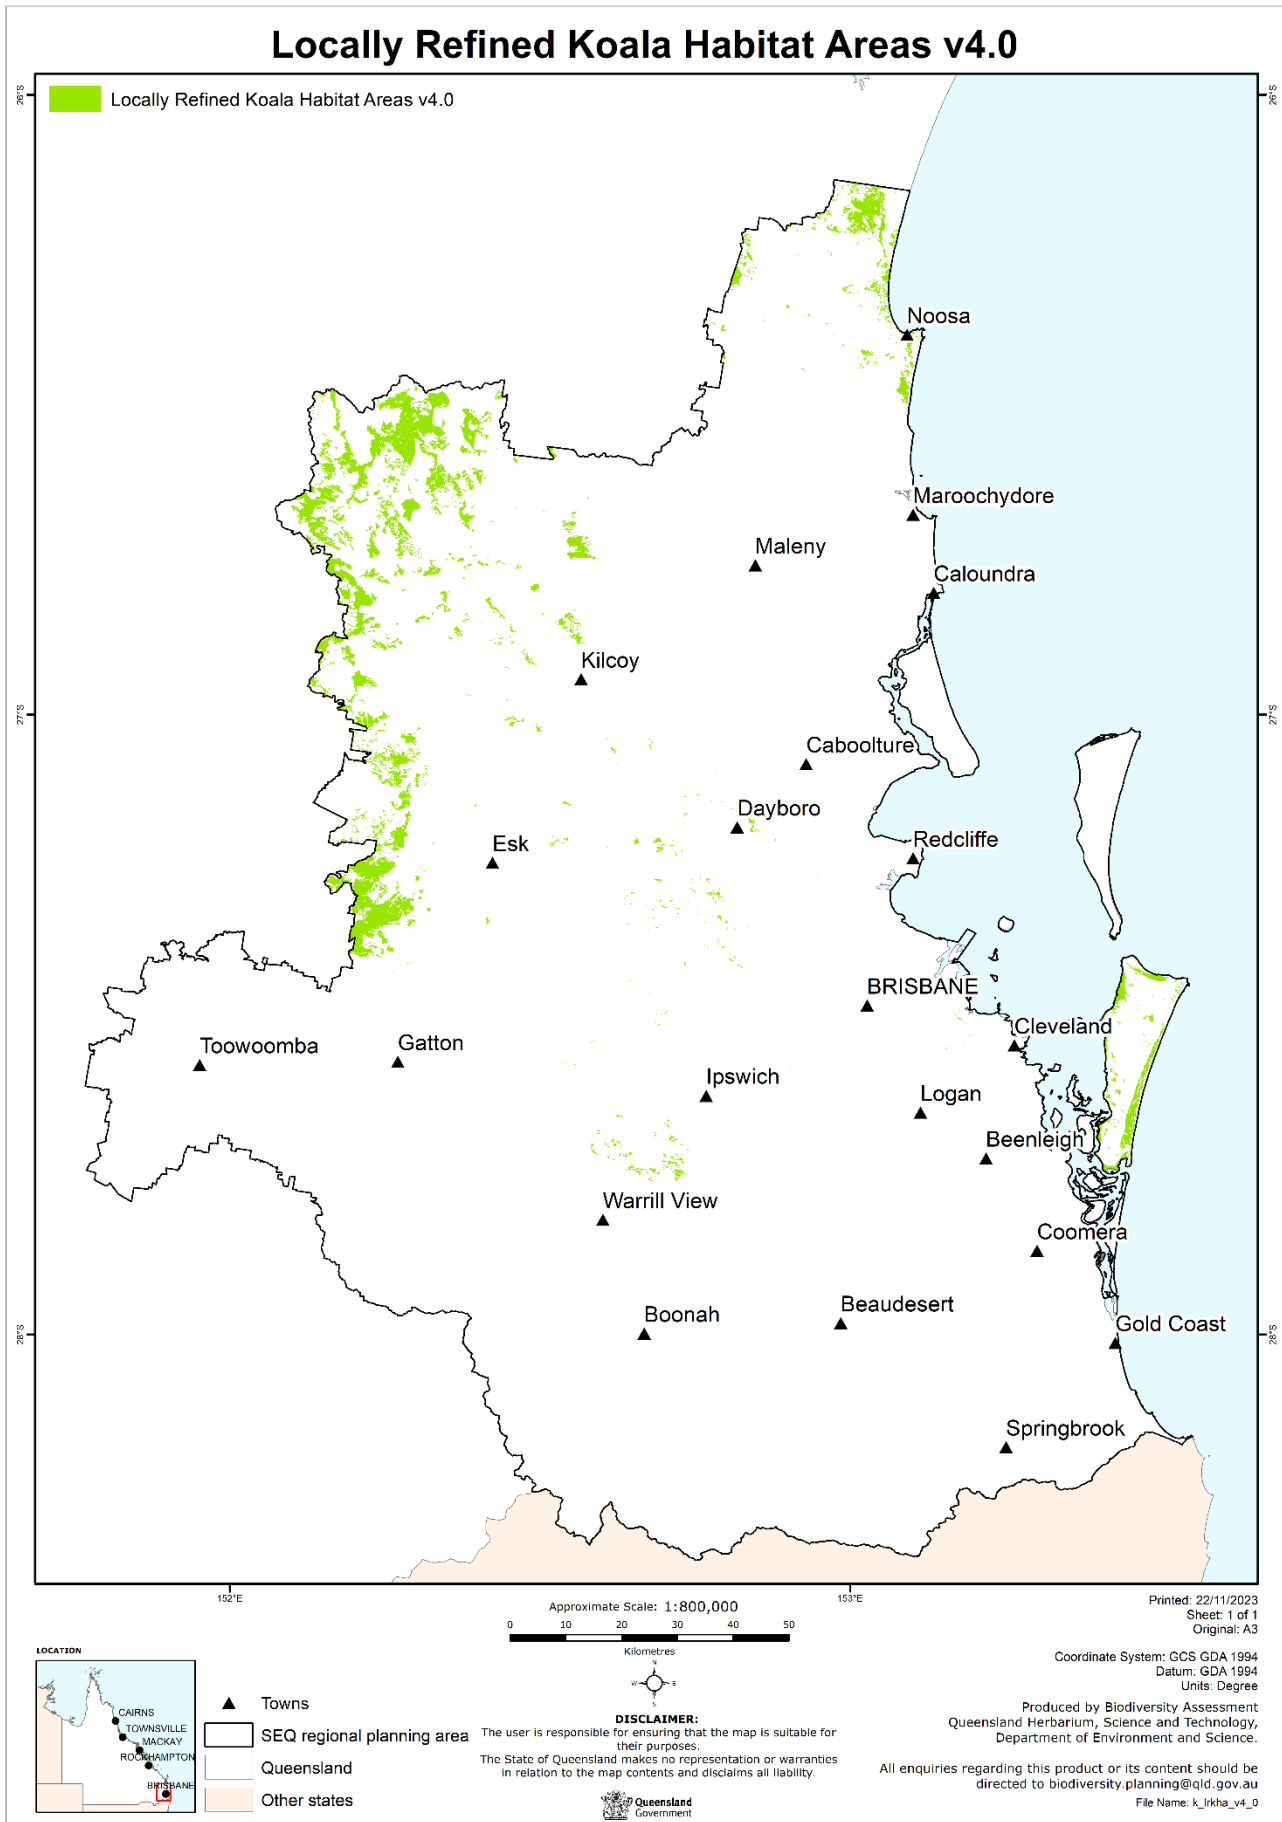 Locally Refined Koala Habitat Areas v4.0
26°S
26°S
Locally Refined Koala Habitat Areas v4.0
Noosa
Maroochydore
Maleny
Caloundra
Kilcoy
27°S
27°S
Caboolture
Dayboro
Esk
Redcliffe
BRISBANE
Cleveland
Toowoomba
Gatton
Ipswich
Logan
Beenleigh
Warrill View
Coomera
Boonah
Beaudesert
Gold Coast
28°S
28°S
Springbrook
152°E
153°E
Approximate Scale: 1:800,000
0 10 20 30 40 50
Kilometres
N
W E
S
Printed: 22/11/2023
Sheet: 1 of 1
Original: A3
Coordinate System: GCS GDA 1994
Datum: GDA 1994
Units: Degree
Produced by Biodiversity Assessment
Queensland Herbarium, Science and Technology,
Department of Environment and Science.
All enquiries regarding this product or its content should be
directed to biodiversity.planning@qld.gov.au
File Name: k_lrkha_v4_0
LOCATION
CAIRNS
TOWNSVILLE
MACKAY
ROCKHAMPTON
BRISBANE
Towns
SEQ regional planning area
Queensland
Other states
DISCLAIMER:
The user is responsible for ensuring that the map is suitable for
their purposes.
The State of Queensland makes no representation or warranties
in relation to the map contents and disclaims all liability.
Queensland
Government